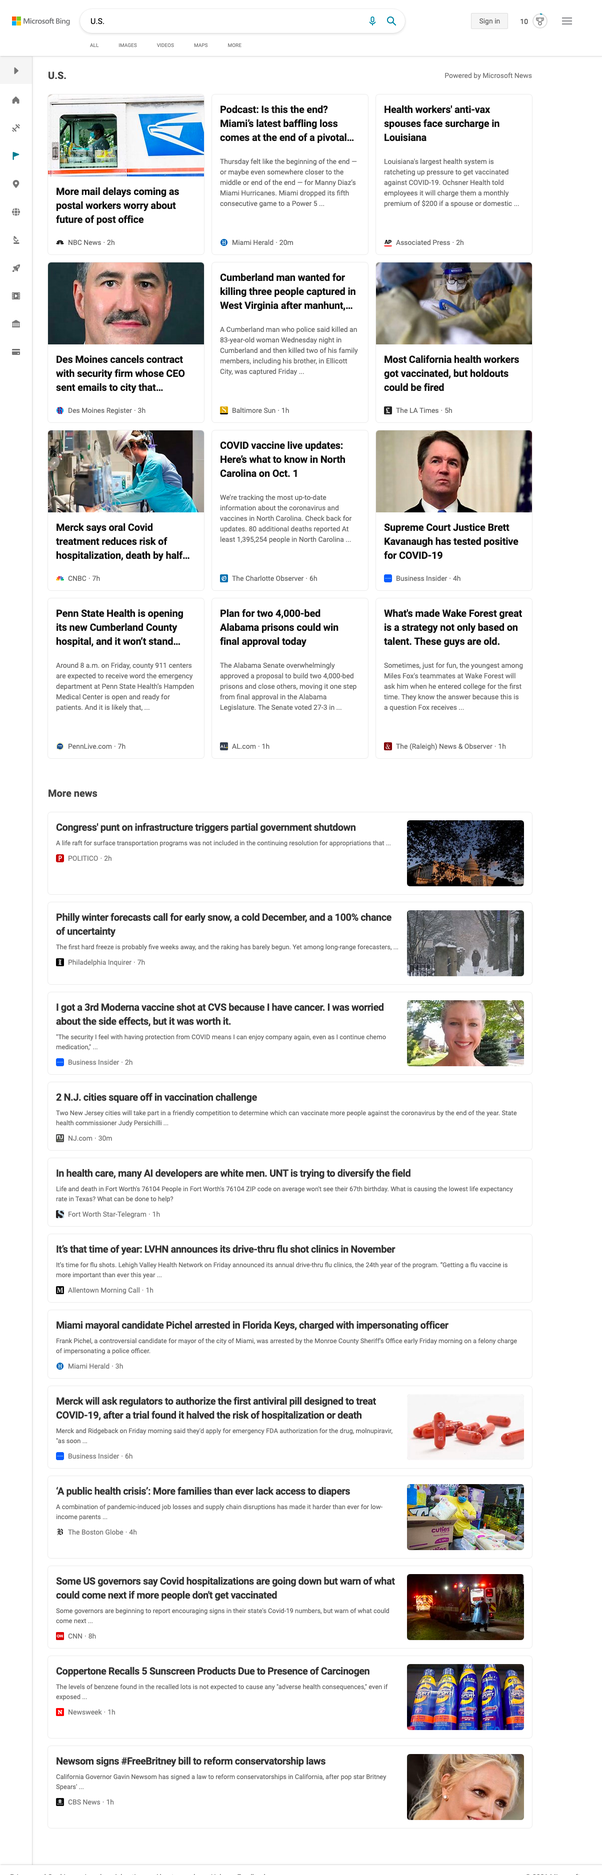 Microsoft Bing
U.S.
Sign in
10
ALL
IMAGES
VIDEOS
MAPS
MORE
U.S.
Powered by Microsoft News
More mail delays coming as
postal workers worry about
future of post office
NBC News · 2h
Podcast: Is this the end?
Miami's latest baffling loss
comes at the end of a pivotal...
Thursday felt like the beginning of the end —
or maybe even somewhere closer to the
middle or end of the end — for Manny Diaz's
Miami Hurricanes. Miami dropped its fifth
consecutive game to a Power 5 ...
Miami Herald · 20m
Health workers' anti-vax
spouses face surcharge in
Louisiana
Louisiana's largest health system is
ratcheting up pressure to get vaccinated
against COVID-19. Ochsner Health told
employees it will charge them a monthly
premium of $200 if a spouse or domestic ...
AP
Associated Press · 2h
Des Moines cancels contract
with security firm whose CEO
sent emails to city that...
Des Moines Register · 3h
Cumberland man wanted for
killing three people captured in
West Virginia after manhunt,...
A Cumberland man who police said killed an
83-year-old woman Wednesday night in
Cumberland and then killed two of his family
members, including his brother, in Ellicott
City, was captured Friday ...
Baltimore Sun · 1h
Most California health workers
got vaccinated, but holdouts
could be fired
The LA Times · 5h
Merck says oral Covid
treatment reduces risk of
hospitalization, death by half...
CNBC · 7h
COVID vaccine live updates:
Here's what to know in North
Carolina on Oct. 1
We're tracking the most up-to-date
information about the coronavirus and
vaccines in North Carolina. Check back for
updates. 80 additional deaths reported At
least 1,395,254 people in North Carolina ...
The Charlotte Observer · 6h
Supreme Court Justice Brett
Kavanaugh has tested positive
for COVID-19
Business Insider · 4h
Penn State Health is opening
its new Cumberland County
hospital, and it won't stand...
Around 8 a.m. on Friday, county 911 centers
are expected to receive word the emergency
department at Penn State Health's Hampden
Medical Center is open and ready for
patients. And it is likely that, ...
PennLive.com · 7h
Plan for two 4,000-bed
Alabama prisons could win
final approval today
The Alabama Senate overwhelmingly
approved a proposal to build two 4,000-bed
prisons and close others, moving it one step
from final approval in the Alabama
Legislature. The Senate voted 27-3 in ...
AL.com · 1h
What's made Wake Forest great
is a strategy not only based on
talent. These guys are old.
Sometimes, just for fun, the youngest among
Miles Fox's teammates at Wake Forest will
ask him when he entered college for the first
time. They know the answer because this is
a question Fox receives ...
The (Raleigh) News & Observer · 1h
More news
Congress' punt on infrastructure triggers partial government shutdown
A life raft for surface transportation programs was not included in the continuing resolution for appropriations that ...
POLITICO · 2h
Philly winter forecasts call for early snow, a cold December, and a 100% chance
of uncertainty
The first hard freeze is probably five weeks away, and the raking has barely begun. Yet among long-range forecasters, ...
Philadelphia Inquirer · 7h
I got a 3rd Moderna vaccine shot at CVS because I have cancer. I was worried
about the side effects, but it was worth it.
"The security I feel with having protection from COVID means I can enjoy company again, even as I continue chemo
medication," ...
Business Insider · 2h
2 N.J. cities square off in vaccination challenge
Two New Jersey cities will take part in a friendly competition to determine which can vaccinate more people against the coronavirus by the end of the year. State
health commissioner Judy Persichilli ...
NJ.com · 30m
In health care, many AI developers are white men. UNT is trying to diversify the field
Life and death in Fort Worth's 76104 People in Fort Worth's 76104 ZIP code on average won't see their 67th birthday. What is causing the lowest life expectancy
rate in Texas? What can be done to help?
Fort Worth Star-Telegram · 1h
It's that time of year: LVHN announces its drive-thru flu shot clinics in November
It's time for flu shots. Lehigh Valley Health Network on Friday announced its annual drive-thru flu clinics, the 24th year of the program. "Getting a flu vaccine is
more important than ever this year ...
Allentown Morning Call · 1h
Miami mayoral candidate Pichel arrested in Florida Keys, charged with impersonating officer
Frank Pichel, a controversial candidate for mayor of the city of Miami, was arrested by the Monroe County Sheriff's Office early Friday morning on a felony charge
of impersonating a police officer.
Miami Herald · 3h
Merck will ask regulators to authorize the first antiviral pill designed to treat
COVID-19, after a trial found it halved the risk of hospitalization or death
Merck and Ridgeback on Friday morning said they'd apply for emergency FDA authorization for the drug, molnupiravir,
"as soon ...
Business Insider · 6h
'A public health crisis': More families than ever lack access to diapers
A combination of pandemic-induced job losses and supply chain disruptions has made it harder than ever for low-
income parents ...
The Boston Globe · 4h
Some US governors say Covid hospitalizations are going down but warn of what
could come next if more people don't get vaccinated
Some governors are beginning to report encouraging signs in their state's Covid-19 numbers, but warn of what could
come next ...
CNN · 8h
Coppertone Recalls 5 Sunscreen Products Due to Presence of Carcinogen
The levels of benzene found in the recalled lots is not expected to cause any "adverse health consequences," even if
exposed ...
Newsweek · 1h
Newsom signs #FreeBritney bill to reform conservatorship laws
California Governor Gavin Newsom has signed a law to reform conservatorships in California, after pop star Britney
Spears' ...
CBS News · 1h